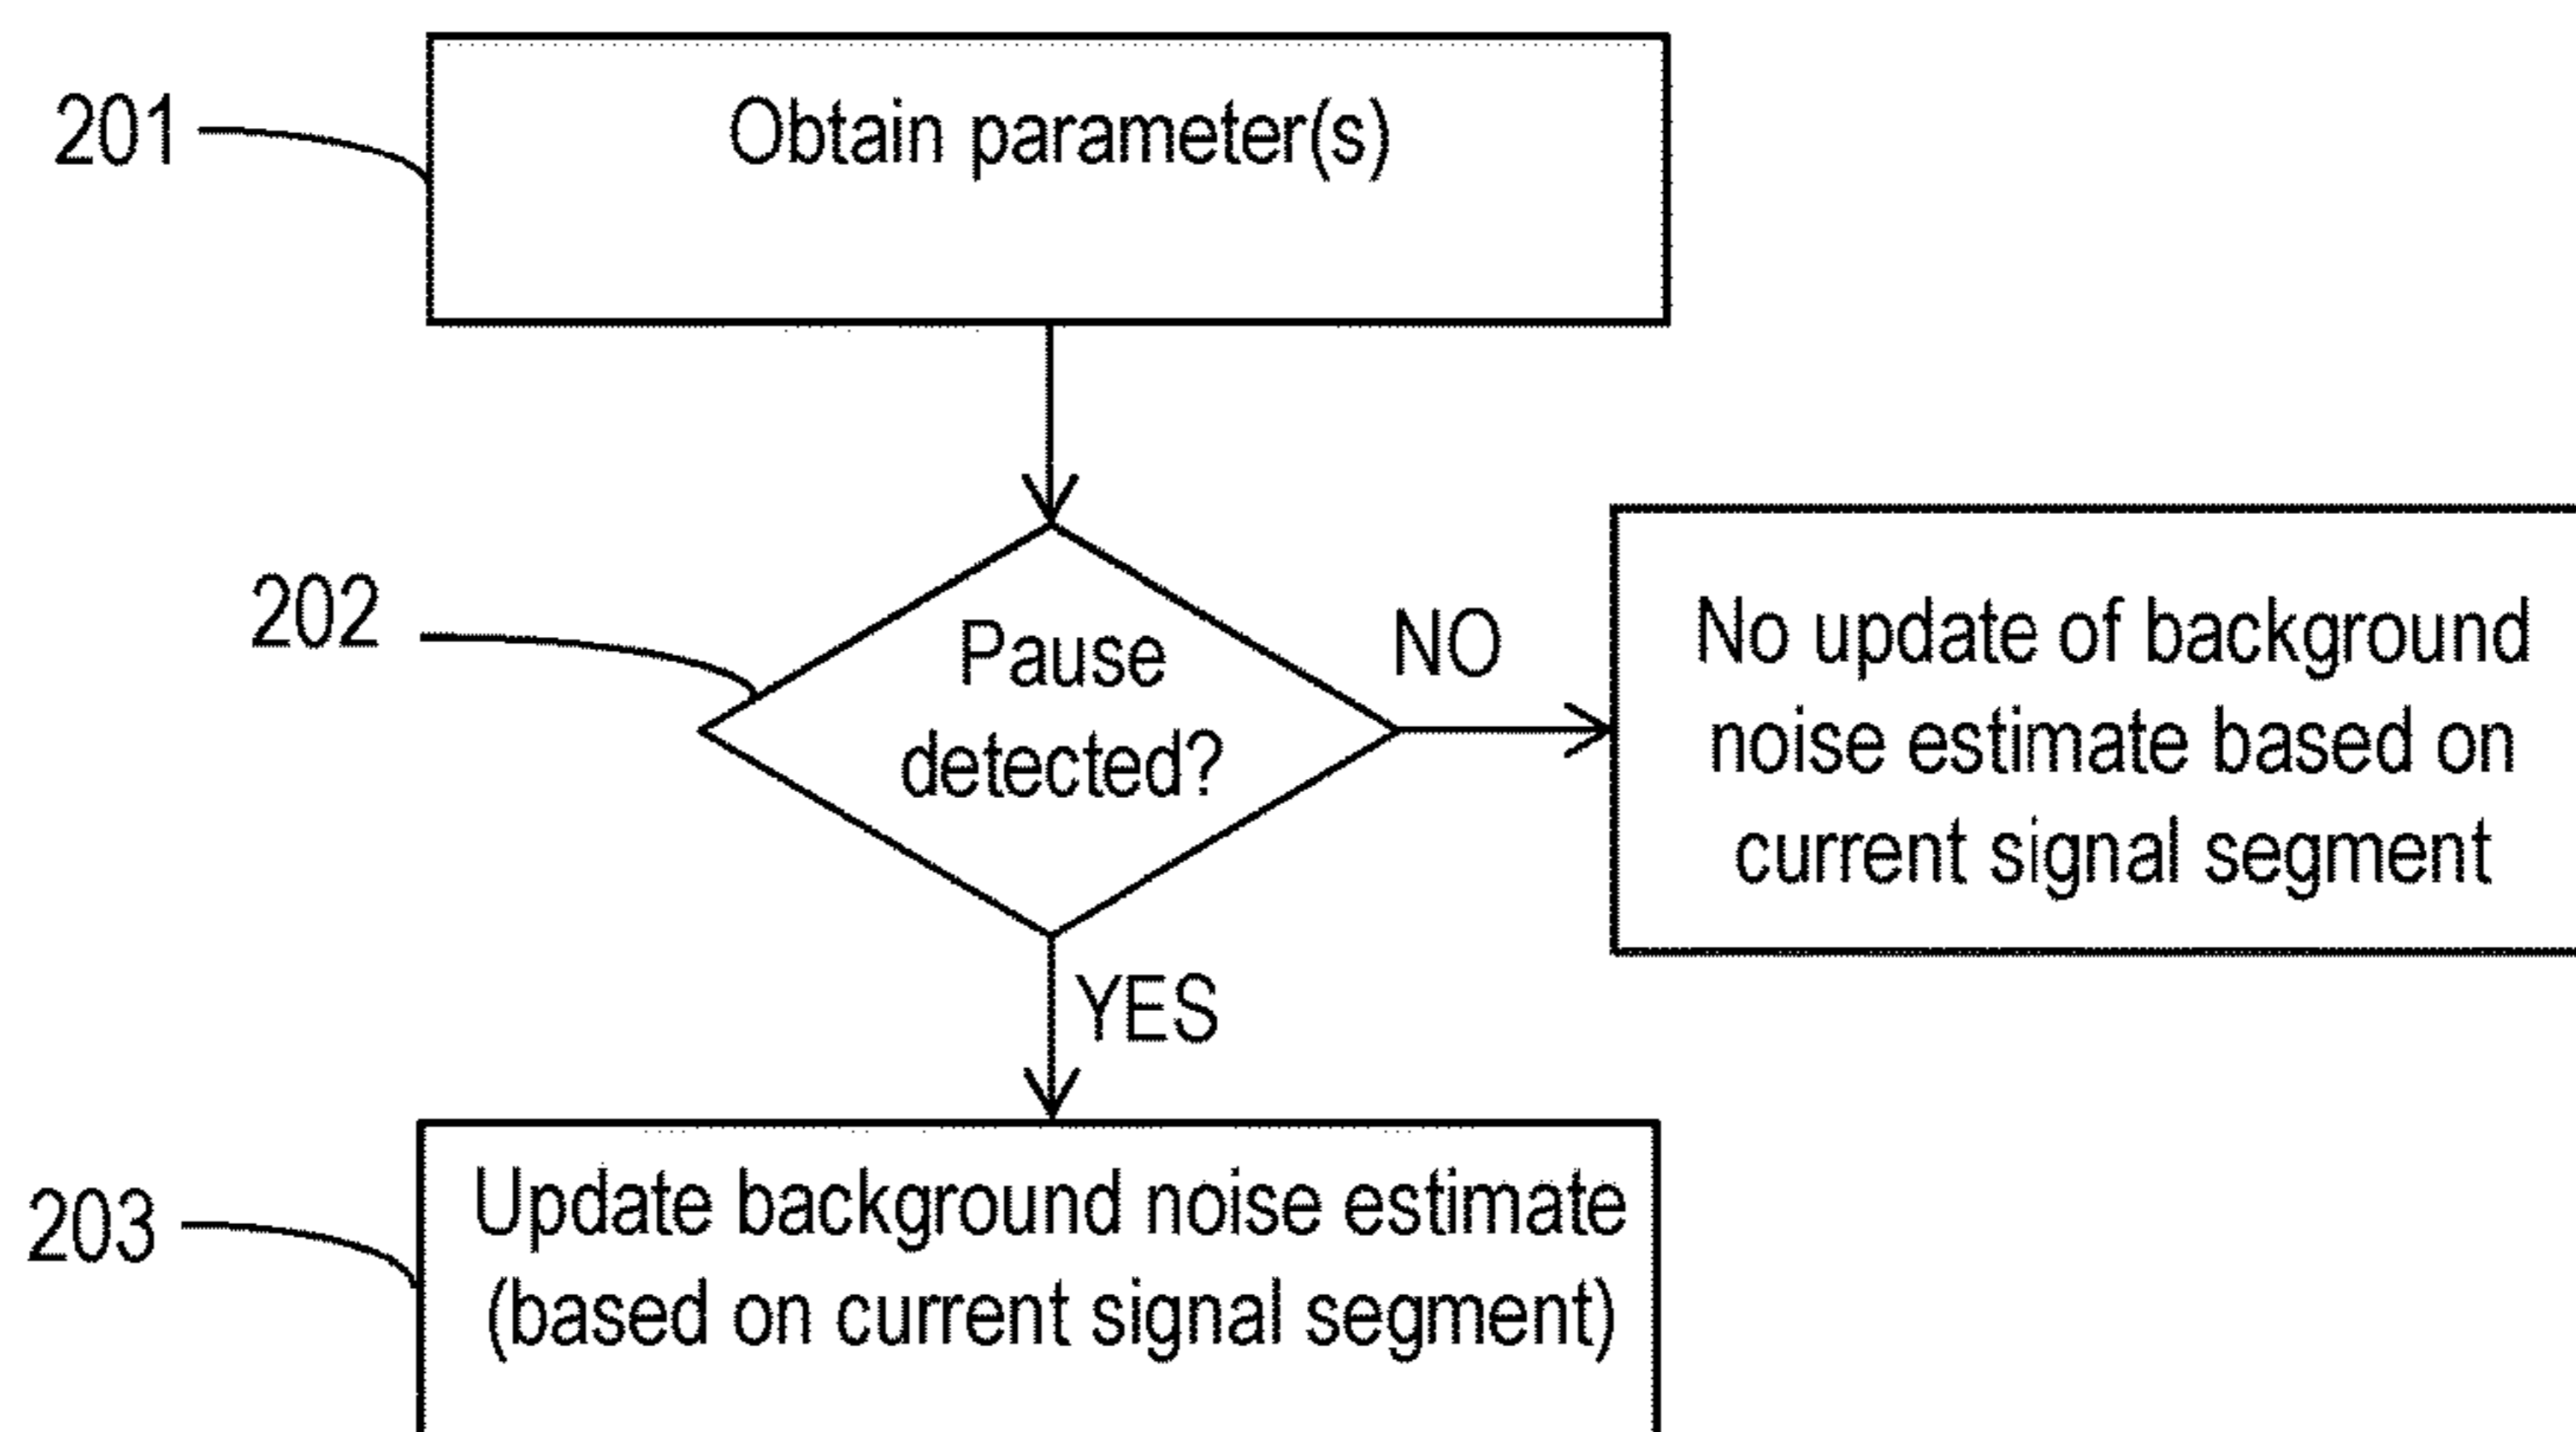 201
Obtain parameter(s)
202
Pause
detected?
NO
No update of background
noise estimate based on
current signal segment
YES
203
Update background noise estimate
(based on current signal segment)